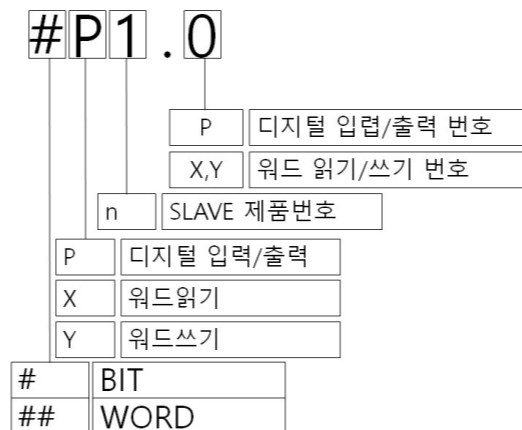 #P1.0
P 디지털 입렵/출력 번호
X,Y 워드 읽기/쓰기 번호
n SLAVE 제품번호
P 디지털 입력/출력
X 워드읽기
Y 워드쓰기
# BIT
## WORD